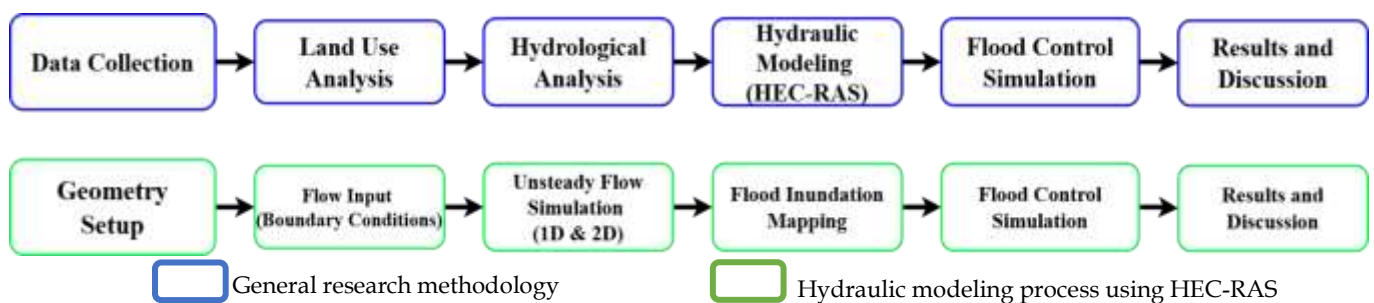 Data Collection
Land Use
Analysis
Hydrological
Analysis
Hydraulic
Modeling
(HEC-RAS)
Flood Control
Simulation
Results and
Discussion
Geometry
Setup
Flow Input
(Boundary Conditions)
Unsteady Flow
Simulation
(1D & 2D)
Flood Inundation
Mapping
Flood Control
Simulation
Results and
Discussion
General research methodology
Hydraulic modeling process using HEC-RAS